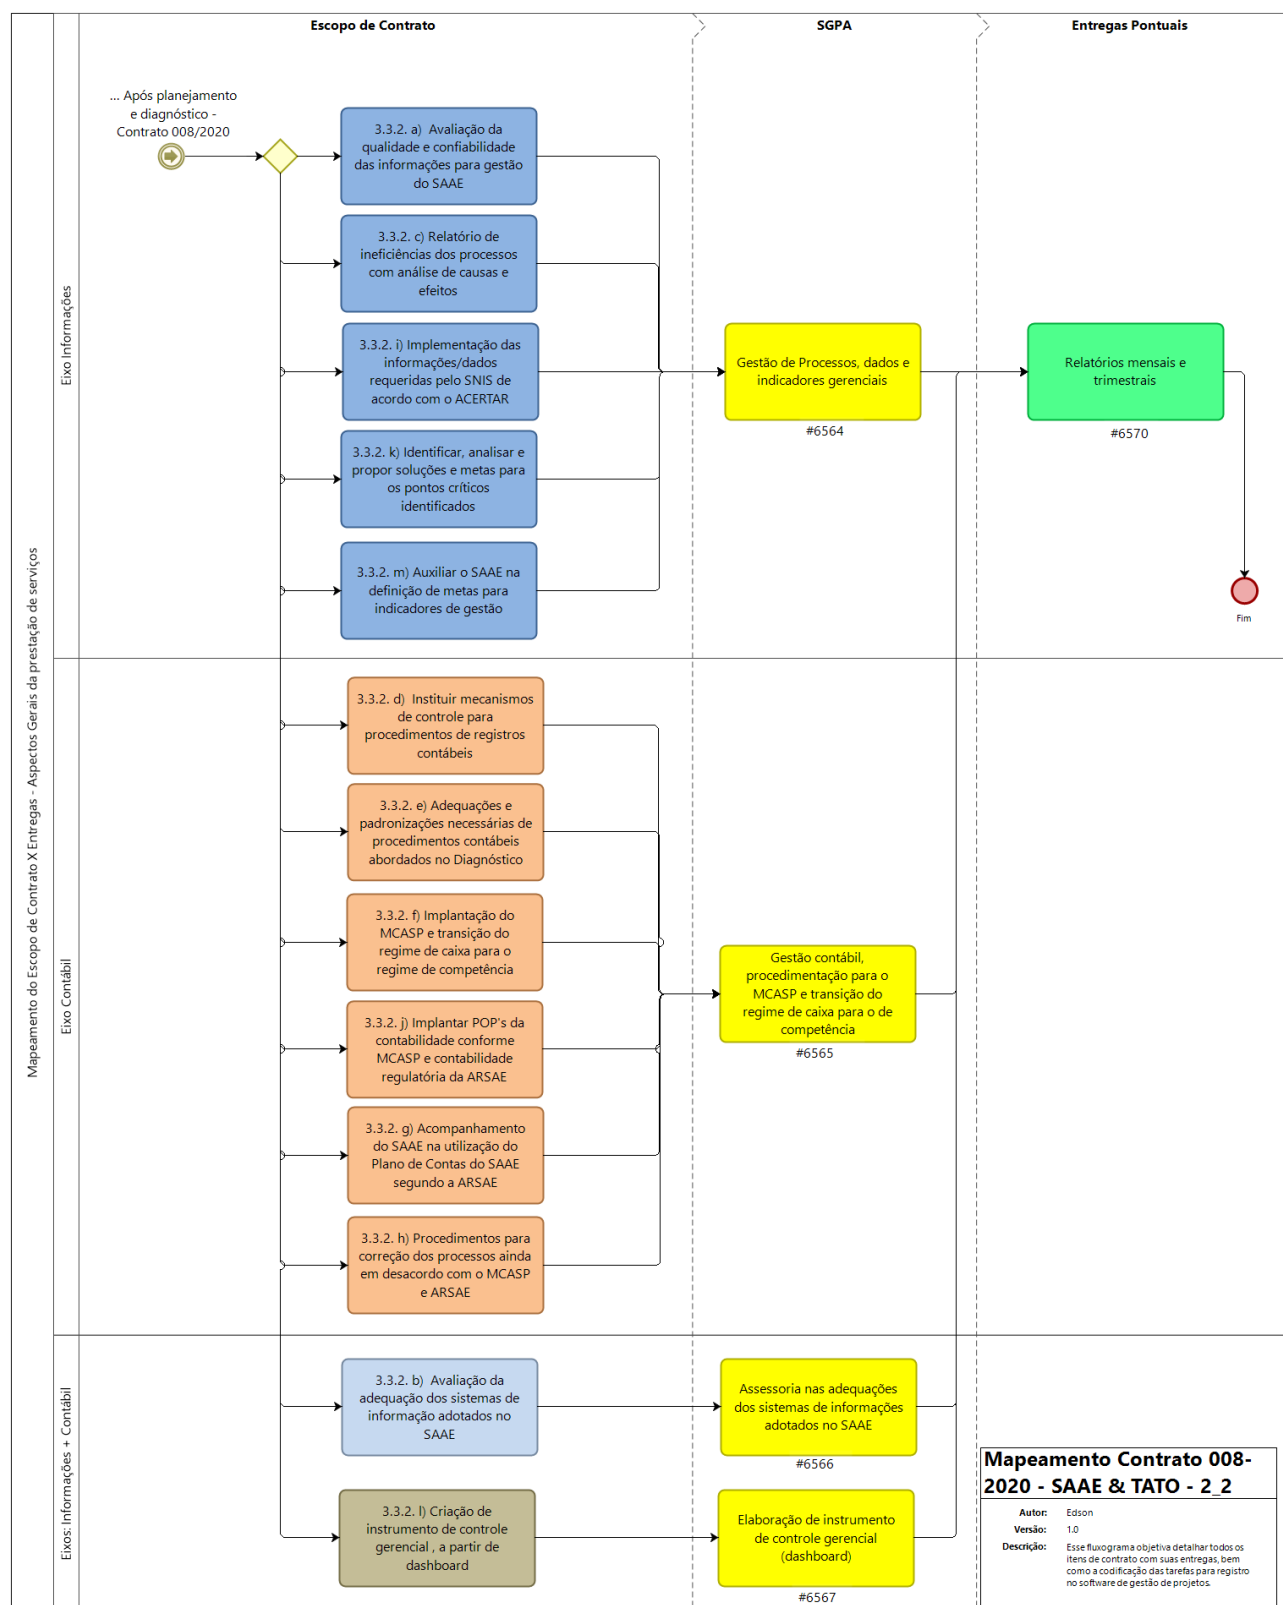 Escopo de Contrato
SGPA
Entregas Pontuais
Mapeamento do Escopo de Contrato X Entregas - Aspectos Gerais da prestação de serviços
Eixo Informações
... Após planejamento
e diagnóstico -
Contrato 008/2020
3.3.2. a)  Avaliação da
qualidade e confiabilidade
das informações para gestão
do SAAE
3.3.2. c) Relatório de
ineficiências dos processos
com análise de causas e
efeitos
3.3.2. i) Implementação das
informações/dados
requeridas pelo SNIS de
acordo com o ACERTAR
3.3.2. k) Identificar, analisar e
propor soluções e metas para
os pontos críticos
identificados
3.3.2. m) Auxiliar o SAAE na
definição de metas para
indicadores de gestão
Gestão de Processos, dados e
indicadores gerenciais
#6564
Relatórios mensais e
trimestrais
#6570
Fim
Eixo Contábil
3.3.2. d)  Instituir mecanismos
de controle para
procedimentos de registros
contábeis
3.3.2. e) Adequações e
padronizações necessárias de
procedimentos contábeis
abordados no Diagnóstico
3.3.2. f) Implantação do
MCASP e transição do
regime de caixa para o
regime de competência
3.3.2. j) Implantar POP's da
contabilidade conforme
MCASP e contabilidade
regulatória da ARSAE
3.3.2. g) Acompanhamento
do SAAE na utilização do
Plano de Contas do SAAE
segundo a ARSAE
3.3.2. h) Procedimentos para
correção dos processos ainda
em desacordo com o MCASP
e ARSAE
Gestão contábil,
procedimentação para o
MCASP e transição do
regime de caixa para o de
competência
#6565
Eixos: Informações + Contábil
3.3.2. b)  Avaliação da
adequação dos sistemas de
informação adotados no
SAAE
Assessoria nas adequações
dos sistemas de informações
adotados no SAAE
#6566
3.3.2. l) Criação de
instrumento de controle
gerencial , a partir de
dashboard
Elaboração de instrumento
de controle gerencial
(dashboard)
#6567
Mapeamento Contrato 008-
2020 - SAAE & TATO - 2_2
Autor: Edson
Versão: 1.0
Descrição: Esse fluxograma objetiva detalhar todos os
itens de contrato com suas entregas, bem
como a codificação das tarefas para registro
no software de gestão de projetos.